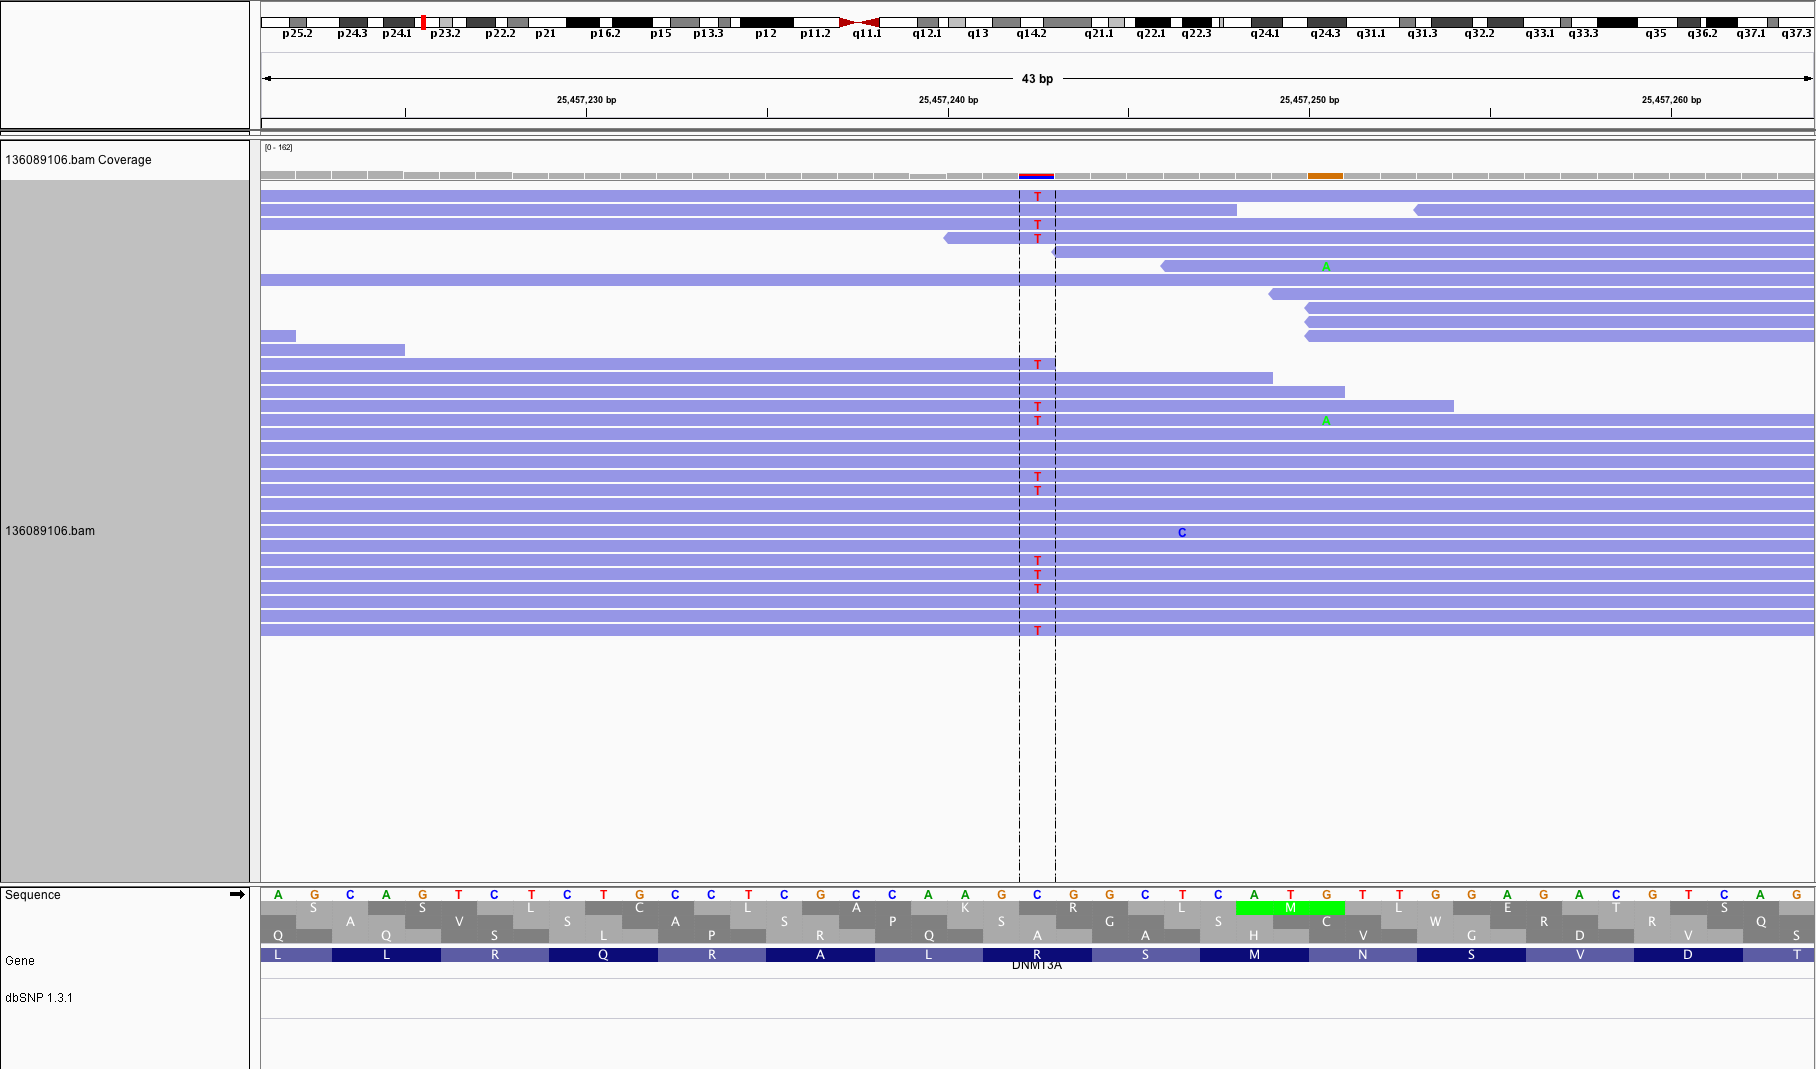 p25.2 p24.3 p24.1 p23.2 p22.2 p21 p16.2 p15 p13.3 p12 p11.2 q11.1 q12.1 q13 q14.2 q21.1 q22.1 q22.3 q24.1 q24.3 q31.1 q31.3 q32.2 q33.1 q33.3 q35 q36.2 q37.1 q37.3
43 bp
25,457,230 bp 25,457,240 bp 25,457,250 bp 25,457,260 bp
[0 - 162]
136089106.bam Coverage
T
T
T
A
T
T
T A
T
T
136089106.bam
C
T
T
T
T
Sequence A G C A G T C T C T G C C T C G C C A A G C G G C T C A T G T T G G A G A C G T C A G
S S L C L A K R L M L E T S
A V S A S P S G S C W R R Q
Q Q S L P R Q A A H V G D V S
L L R Q R A L R S M N S V D T
Gene
DNMT3A
dbSNP 1.3.1